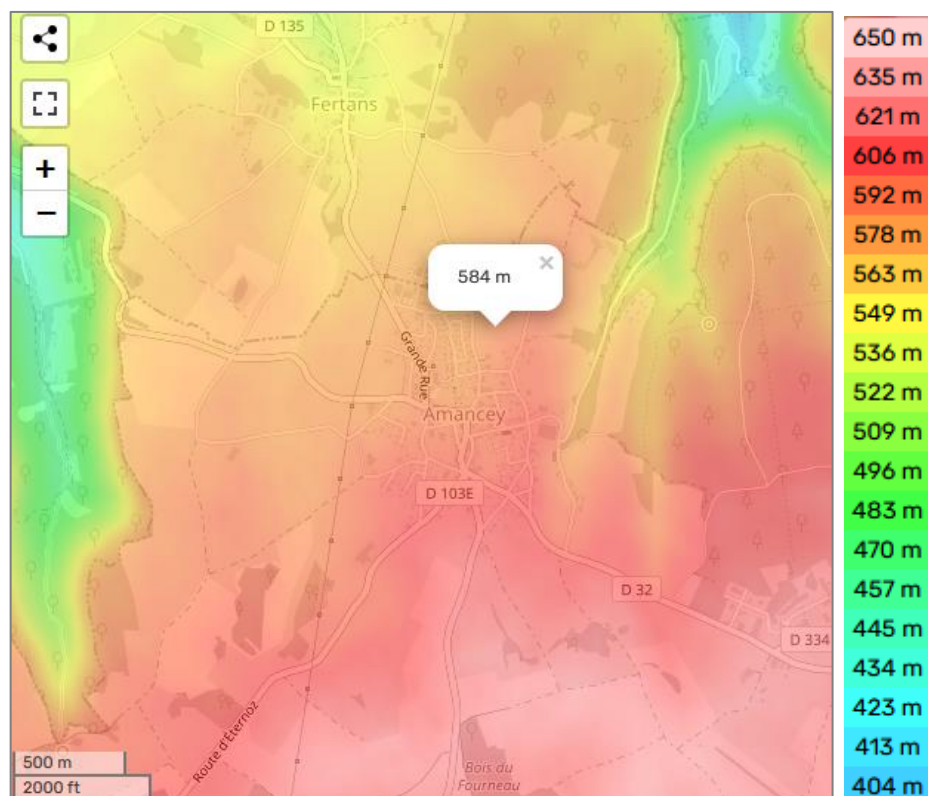 D 135
Fertans
+
−
584 m ×
Grande Rue
Amancey
D 103E
D 32
D 334
Route d'Éternoz
Bois du
Fourneau
500 m
2000 ft
650 m
635 m
621 m
606 m
592 m
578 m
563 m
549 m
536 m
522 m
509 m
496 m
483 m
470 m
457 m
445 m
434 m
423 m
413 m
404 m